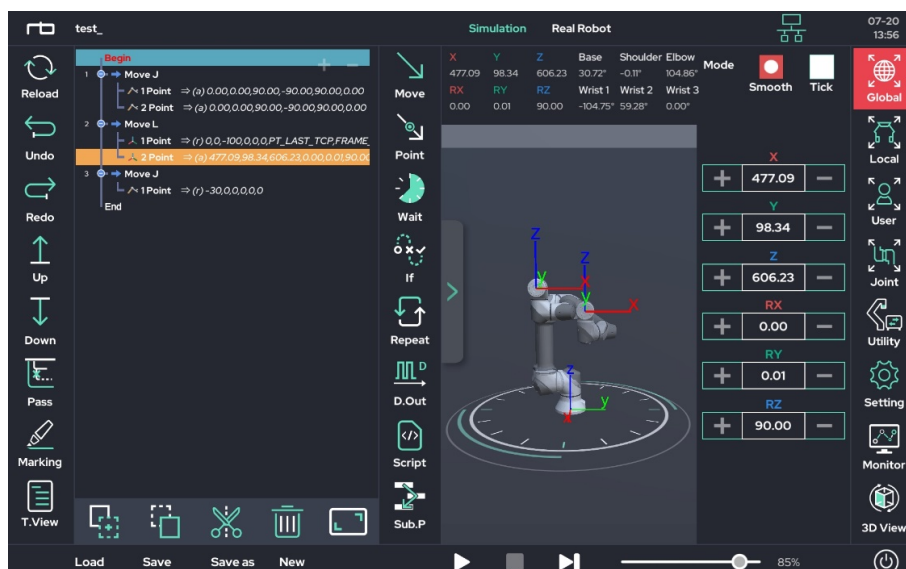 rb test_ Simulation Real Robot 07-20
13:56
Reload
Undo
Redo
Up
Down
Pass
Marking
T.View
Begin
1 Move J
1 Point ⇒ (a) 0.00,0.00,90.00,-90.00,90.00,0.00
2 Point ⇒ (a) 0.00,0.00,90.00,-90.00,90.00,0.00
2 Move L
1 Point ⇒ (r) 0,0,-100,0,0,0,PT_LAST_TCP,FRAME_
2 Point ⇒ (a) 477.09,98.34,606.23,0.00,0.01,90.00
3 Move J
1 Point ⇒ (r) -30,0,0,0,0,0
End
Move
Point
Wait
If
Repeat
D
D.Out
Script
Sub.P
X Y Z Base Shoulder Elbow
477.09 98.34 606.23 30.72° -0.11° 104.86°
RX RY RZ Wrist 1 Wrist 2 Wrist 3
0.00 0.01 90.00 -104.75° 59.28° 0.00°
Mode Smooth Tick
Z
Z
Y
X
Y
X
Z
Y
X
X
+ 477.09 −
Y
+ 98.34 −
Z
+ 606.23 −
RX
+ 0.00 −
RY
+ 0.01 −
RZ
+ 90.00 −
Global
Local
User
Joint
Utility
Setting
Monitor
3D View
Load Save Save as New 85%